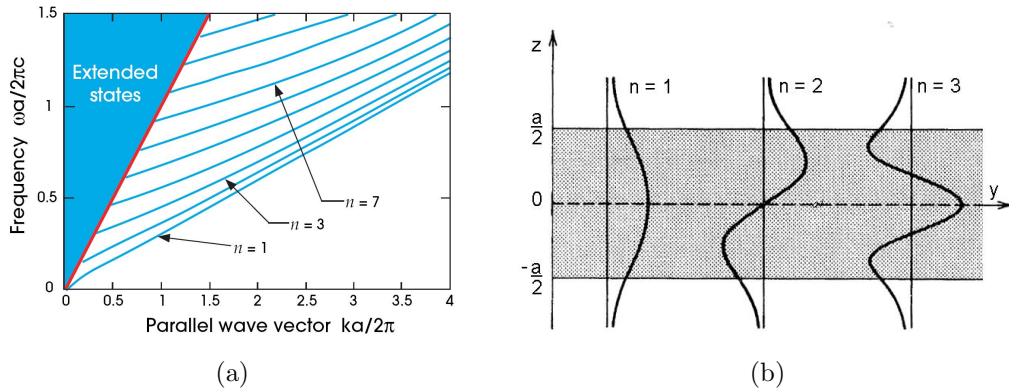 1.5
Extended
states
1
Frequency ωa/2πc
0.5
n = 7
n = 3
n = 1
0
0 0.5 1 1.5 2 2.5 3 3.5 4
Parallel wave vector ka/2π
(a)
z
n = 1 n = 2 n = 3
a/2
0
y
-a/2
(b)